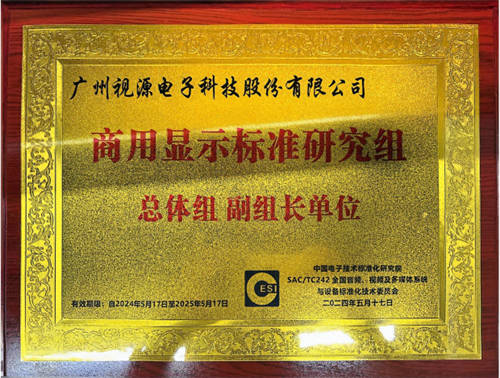 广州视源电子科技股份有限公司
商用显示标准研究组
总体组 副组长单位
CESI
中国电子技术标准化研究院
SAC/TC242 全国音频、视频及多媒体系统
与设备标准化技术委员会
有效期限：自2024年5月17日至2025年5月17日
二〇二四年五月十七日